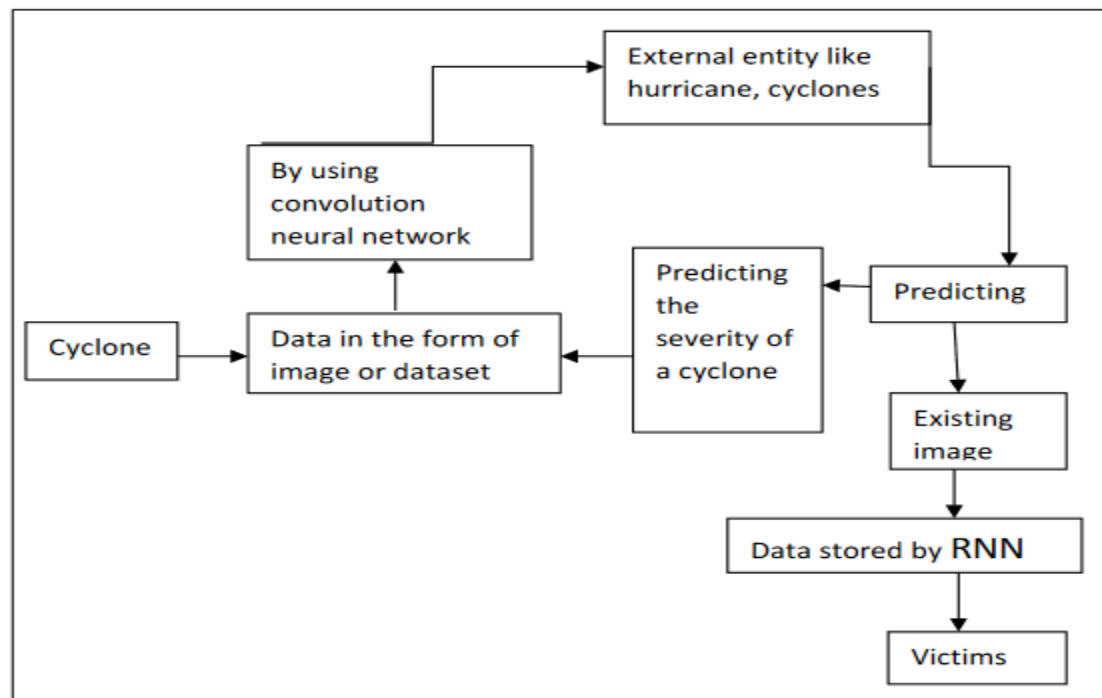 External entity like
hurricane, cyclones
By using
convolution
neural network
Predicting
the
severity of
a cyclone
Predicting
Cyclone
Data in the form of
image or dataset
Existing
image
Data stored by RNN
Victims